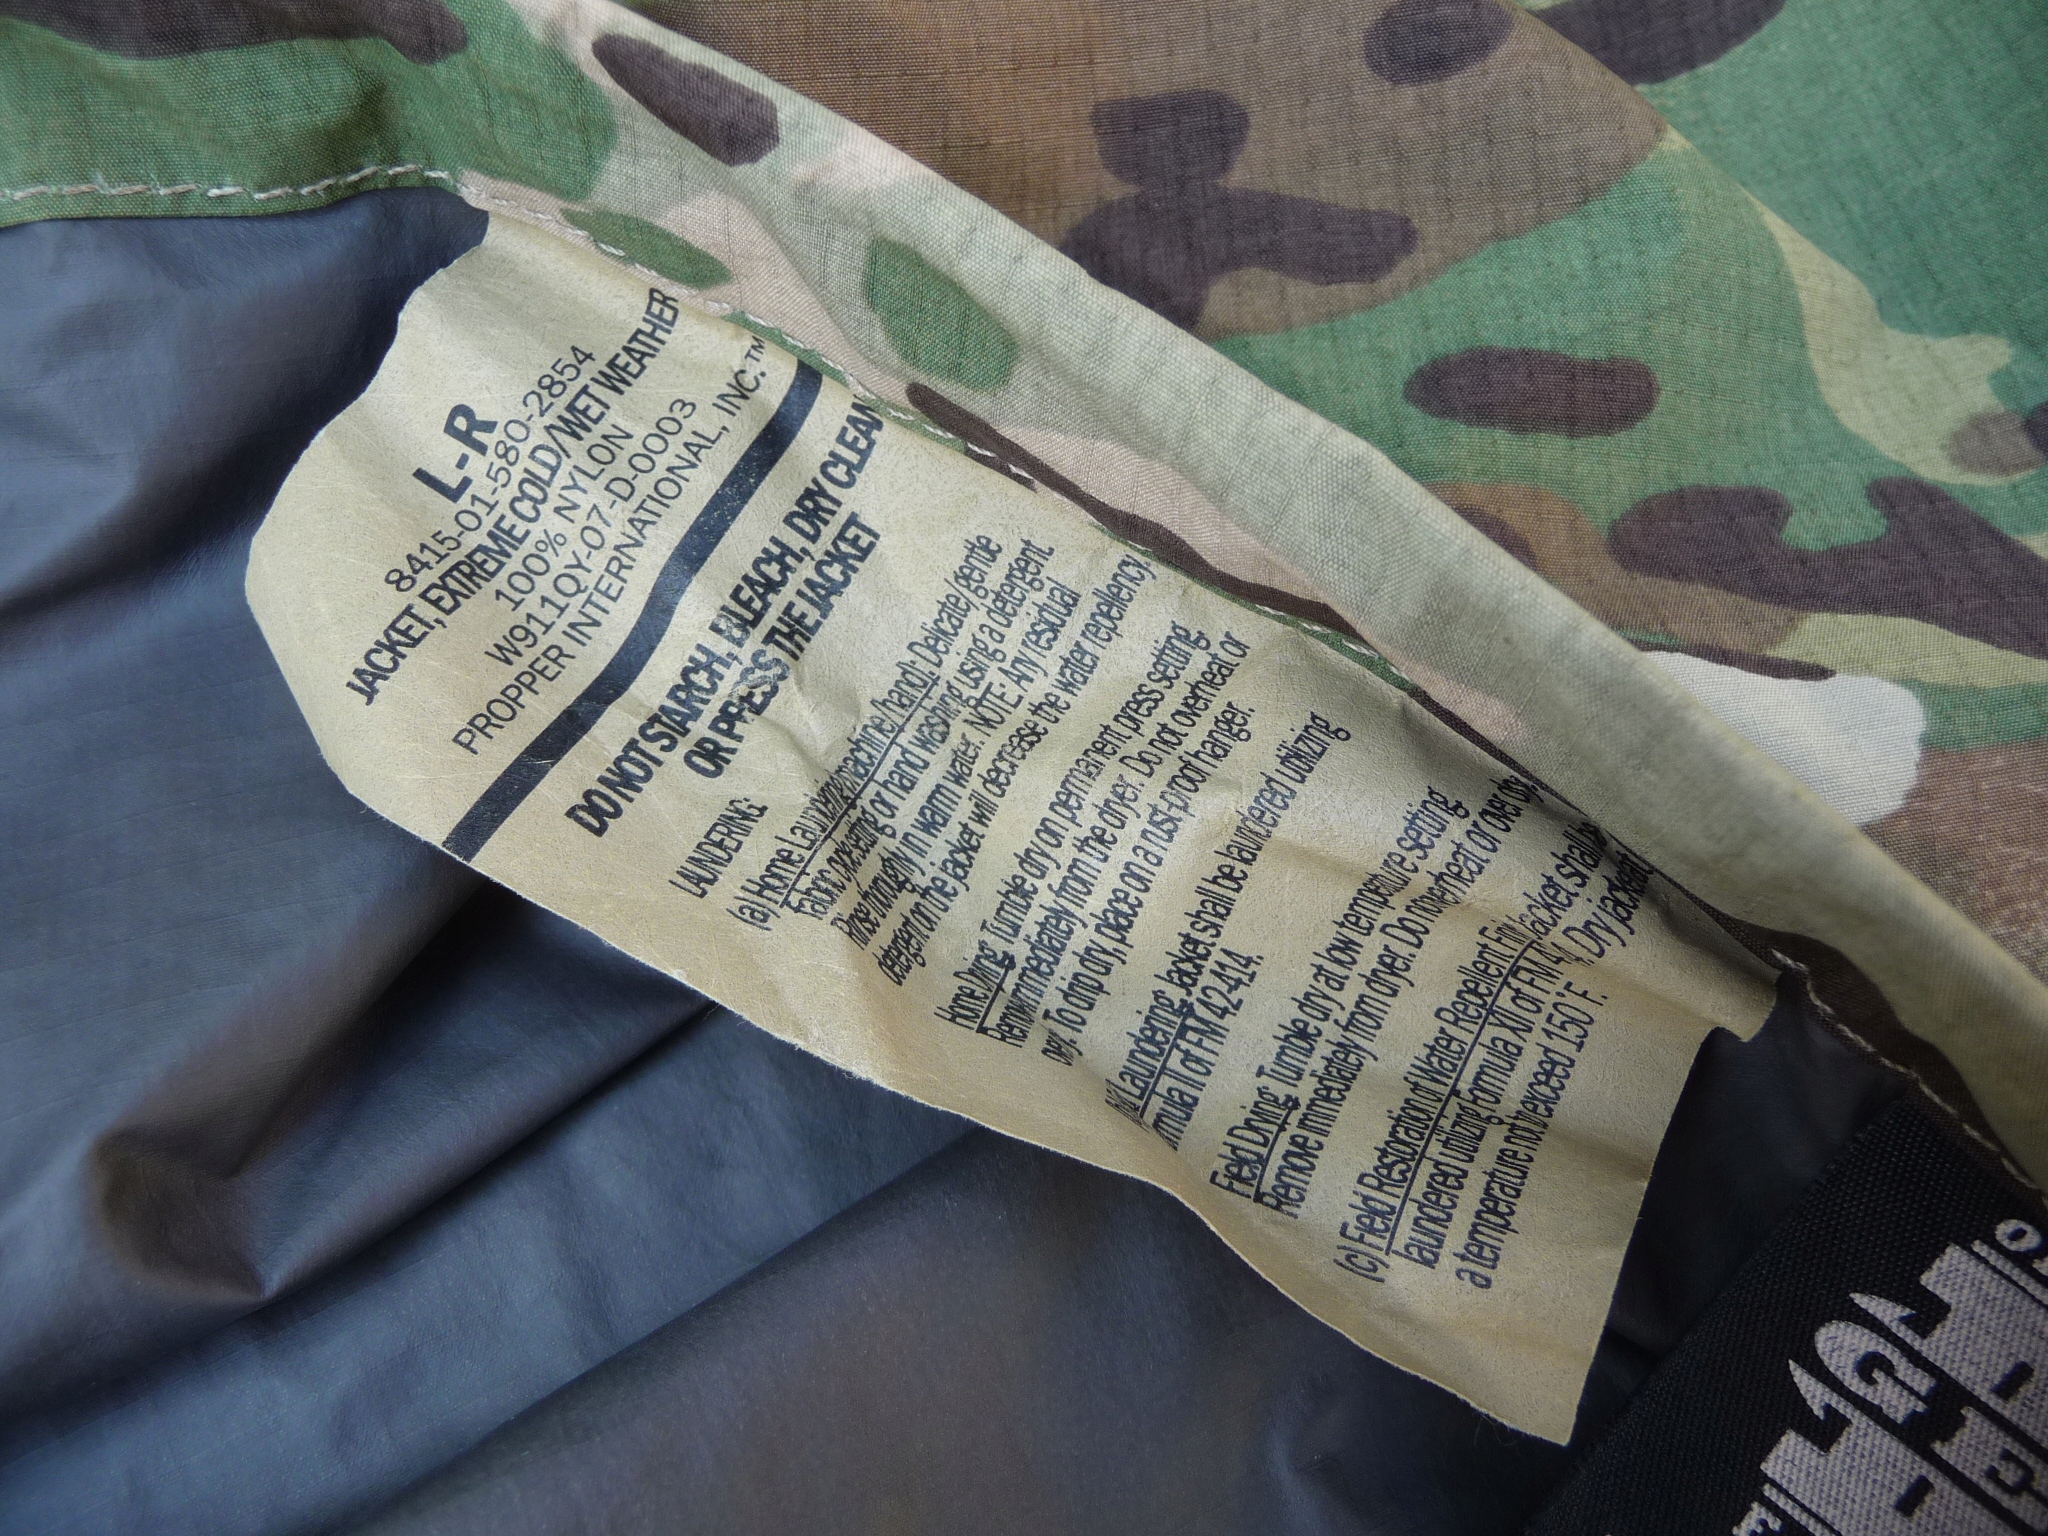 L-R
8415-01-580-2854
JACKET, EXTREME COLD/WET WEATHER
100% NYLON
W911QY-07-D-0003
PROPPER INTERNATIONAL, INC.™
DO NOT STARCH, BLEACH, DRY CLEAN
OR PRESS THE JACKET
LAUNDERING:
(a) Home Laundering(machine/hand): Delicate/gentle
Fabric cycle setting or hand washing using a detergent.
Rinse thoroughly in warm water. NOTE: Any residual
detergent on the jacket will decrease the water repellency.
Home Drying: Tumble dry on permanent press setting.
Remove immediately from the dryer. Do not overheat or
dry. To drip dry, place on a rust-proof hanger.
Laundering: Jacket shall be laundered utilizing
Formula II of FM 42-414.
Field Drying: Tumble dry at low temperature setting.
Remove immediately from dryer. Do not overheat or over dry.
(c) Field Restoration of Water Repellent Finish: Jacket shall be
laundered utilizing Formula XII of FM Dry jacket at
a temperature not to exceed 150°F.